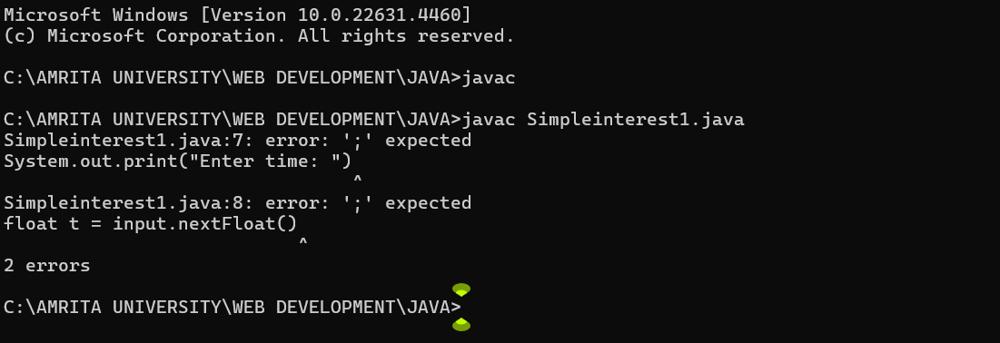 Microsoft Windows [Version 10.0.22631.4460]
(c) Microsoft Corporation. All rights reserved.
C:\AMRITA UNIVERSITY\WEB DEVELOPMENT\JAVA>javac
C:\AMRITA UNIVERSITY\WEB DEVELOPMENT\JAVA>javac Simpleinterest1.java
Simpleinterest1.java:7: error: ';' expected
System.out.print("Enter time: ")
^
Simpleinterest1.java:8: error: ';' expected
float t = input.nextFloat()
^
2 errors
C:\AMRITA UNIVERSITY\WEB DEVELOPMENT\JAVA>